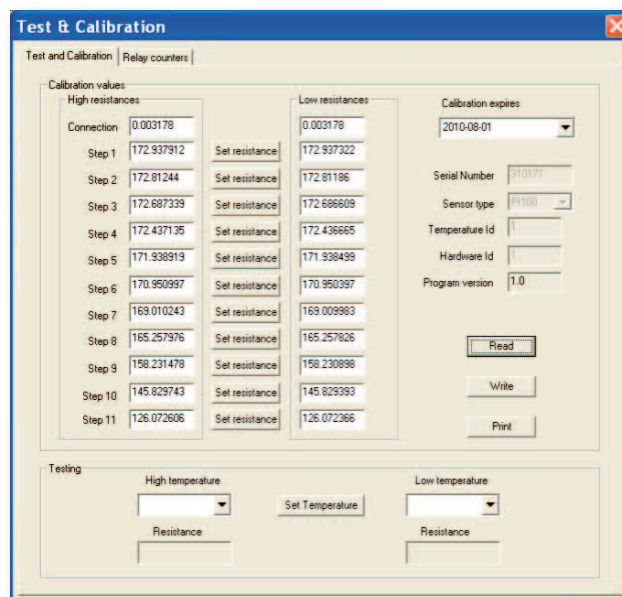 Test & Calibration
Test and Calibration Relay counters
Calibration values
High resistances Low resistances Calibration expires
Connection 0.003178 0.003178 2010-08-01
Step 1 172.937912 Set resistance 172.937322
Step 2 172.81244 Set resistance 172.81186 Serial Number 310171
Step 3 172.687339 Set resistance 172.686609 Sensor type Pt100
Step 4 172.437135 Set resistance 172.436665 Temperature Id 1
Step 5 171.938919 Set resistance 171.938499 Hardware Id 1
Step 6 170.950997 Set resistance 170.950397 Program version 1.0
Step 7 169.010243 Set resistance 169.009983
Step 8 165.257976 Set resistance 165.257826 Read
Step 9 158.231478 Set resistance 158.230898
Step 10 145.829743 Set resistance 145.829393 Write
Step 11 126.072606 Set resistance 126.072366 Print
Testing
High temperature Low temperature
Set Temperature
Resistance Resistance